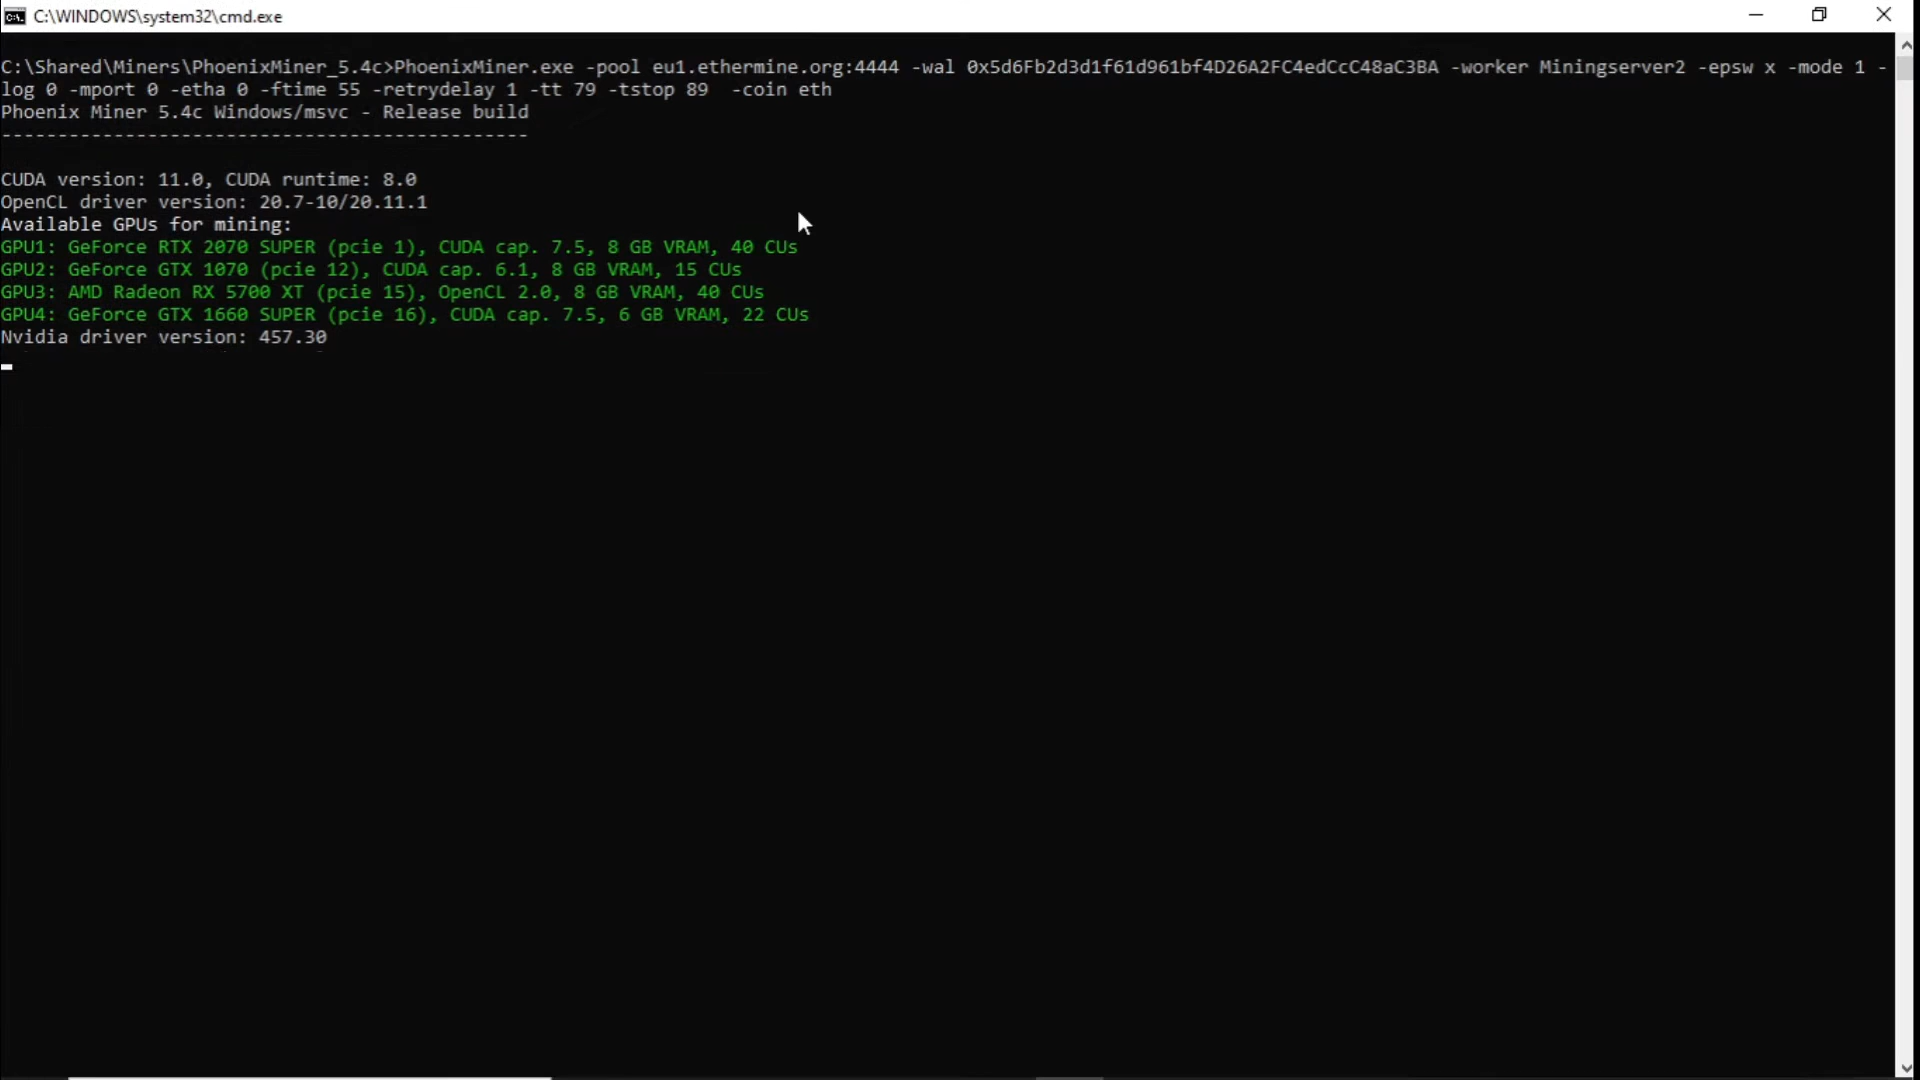 C:\WINDOWS\system32\cmd.exe
C:\Shared\Miners\PhoenixMiner_5.4c>PhoenixMiner.exe -pool eu1.ethermine.org:4444 -wal 0x5d6Fb2d3d1f61d961bf4D26A2FC4edCcC48aC3BA -worker Miningserver2 -epsw x -mode 1 -
log 0 -mport 0 -etha 0 -ftime 55 -retrydelay 1 -tt 79 -tstop 89  -coin eth
Phoenix Miner 5.4c Windows/msvc - Release build
-----------------------------------------------
CUDA version: 11.0, CUDA runtime: 8.0
OpenCL driver version: 20.7-10/20.11.1
Available GPUs for mining:
GPU1: GeForce RTX 2070 SUPER (pcie 1), CUDA cap. 7.5, 8 GB VRAM, 40 CUs
GPU2: GeForce GTX 1070 (pcie 12), CUDA cap. 6.1, 8 GB VRAM, 15 CUs
GPU3: AMD Radeon RX 5700 XT (pcie 15), OpenCL 2.0, 8 GB VRAM, 40 CUs
GPU4: GeForce GTX 1660 SUPER (pcie 16), CUDA cap. 7.5, 6 GB VRAM, 22 CUs
Nvidia driver version: 457.30